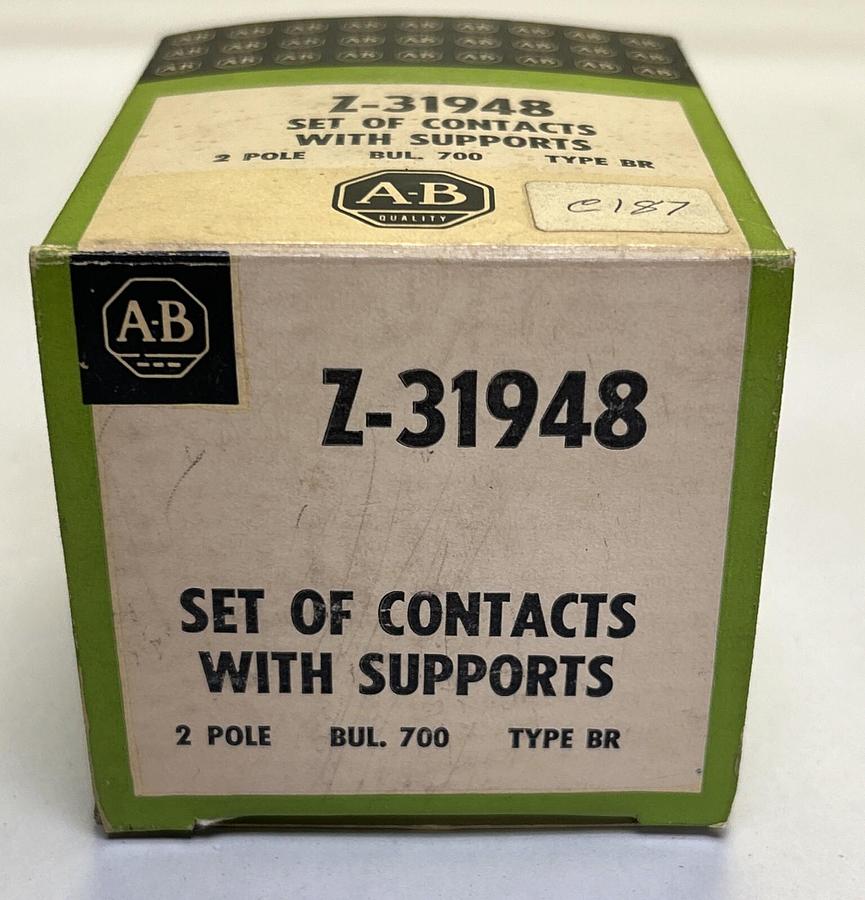 Z-31948
SET OF CONTACTS
WITH SUPPORTS
2 POLE BUL. 700 TYPE BR
A-B
QUALITY
C187
A-B
Z-31948
SET OF CONTACTS
WITH SUPPORTS
2 POLE BUL. 700 TYPE BR